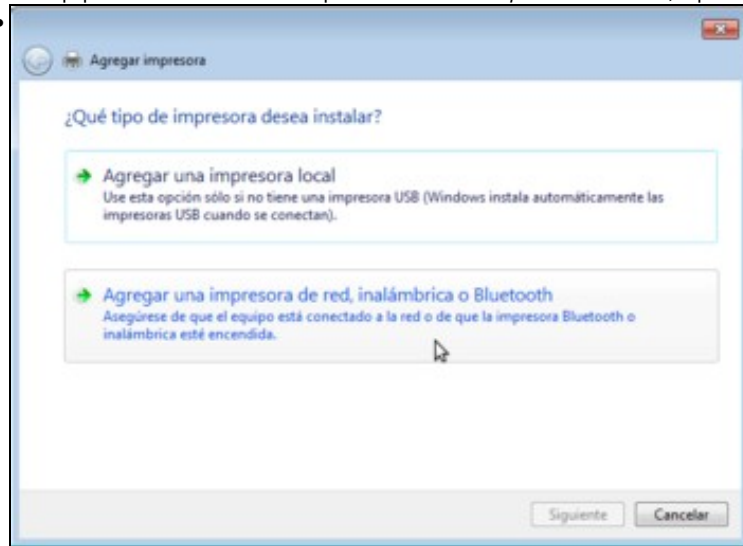 Agregar impresora
¿Qué tipo de impresora desea instalar?
Agregar una impresora local
Use esta opción sólo si no tiene una impresora USB (Windows instala automáticamente las
impresoras USB cuando se conectan).
Agregar una impresora de red, inalámbrica o Bluetooth
Asegúrese de que el equipo está conectado a la red o de que la impresora Bluetooth o
inalámbrica esté encendida.
Siguiente Cancelar